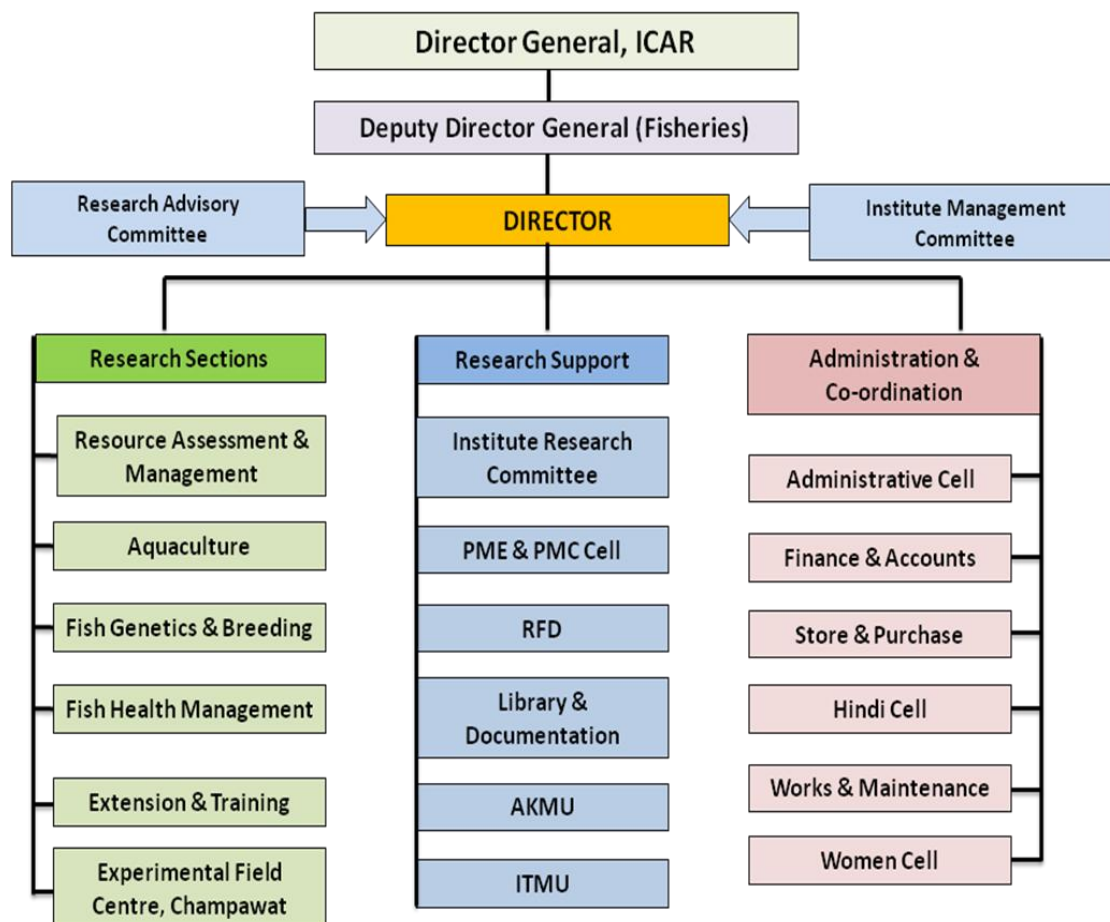 Director General, ICAR
Deputy Director General (Fisheries)
Research Advisory
Committee
DIRECTOR
Institute Management
Committee
Research Sections
Resource Assessment &
Management
Aquaculture
Fish Genetics & Breeding
Fish Health Management
Extension & Training
Experimental Field
Centre, Champawat
Research Support
Institute Research
Committee
PME & PMC Cell
RFD
Library &
Documentation
AKMU
ITMU
Administration &
Co-ordination
Administrative Cell
Finance & Accounts
Store & Purchase
Hindi Cell
Works & Maintenance
Women Cell